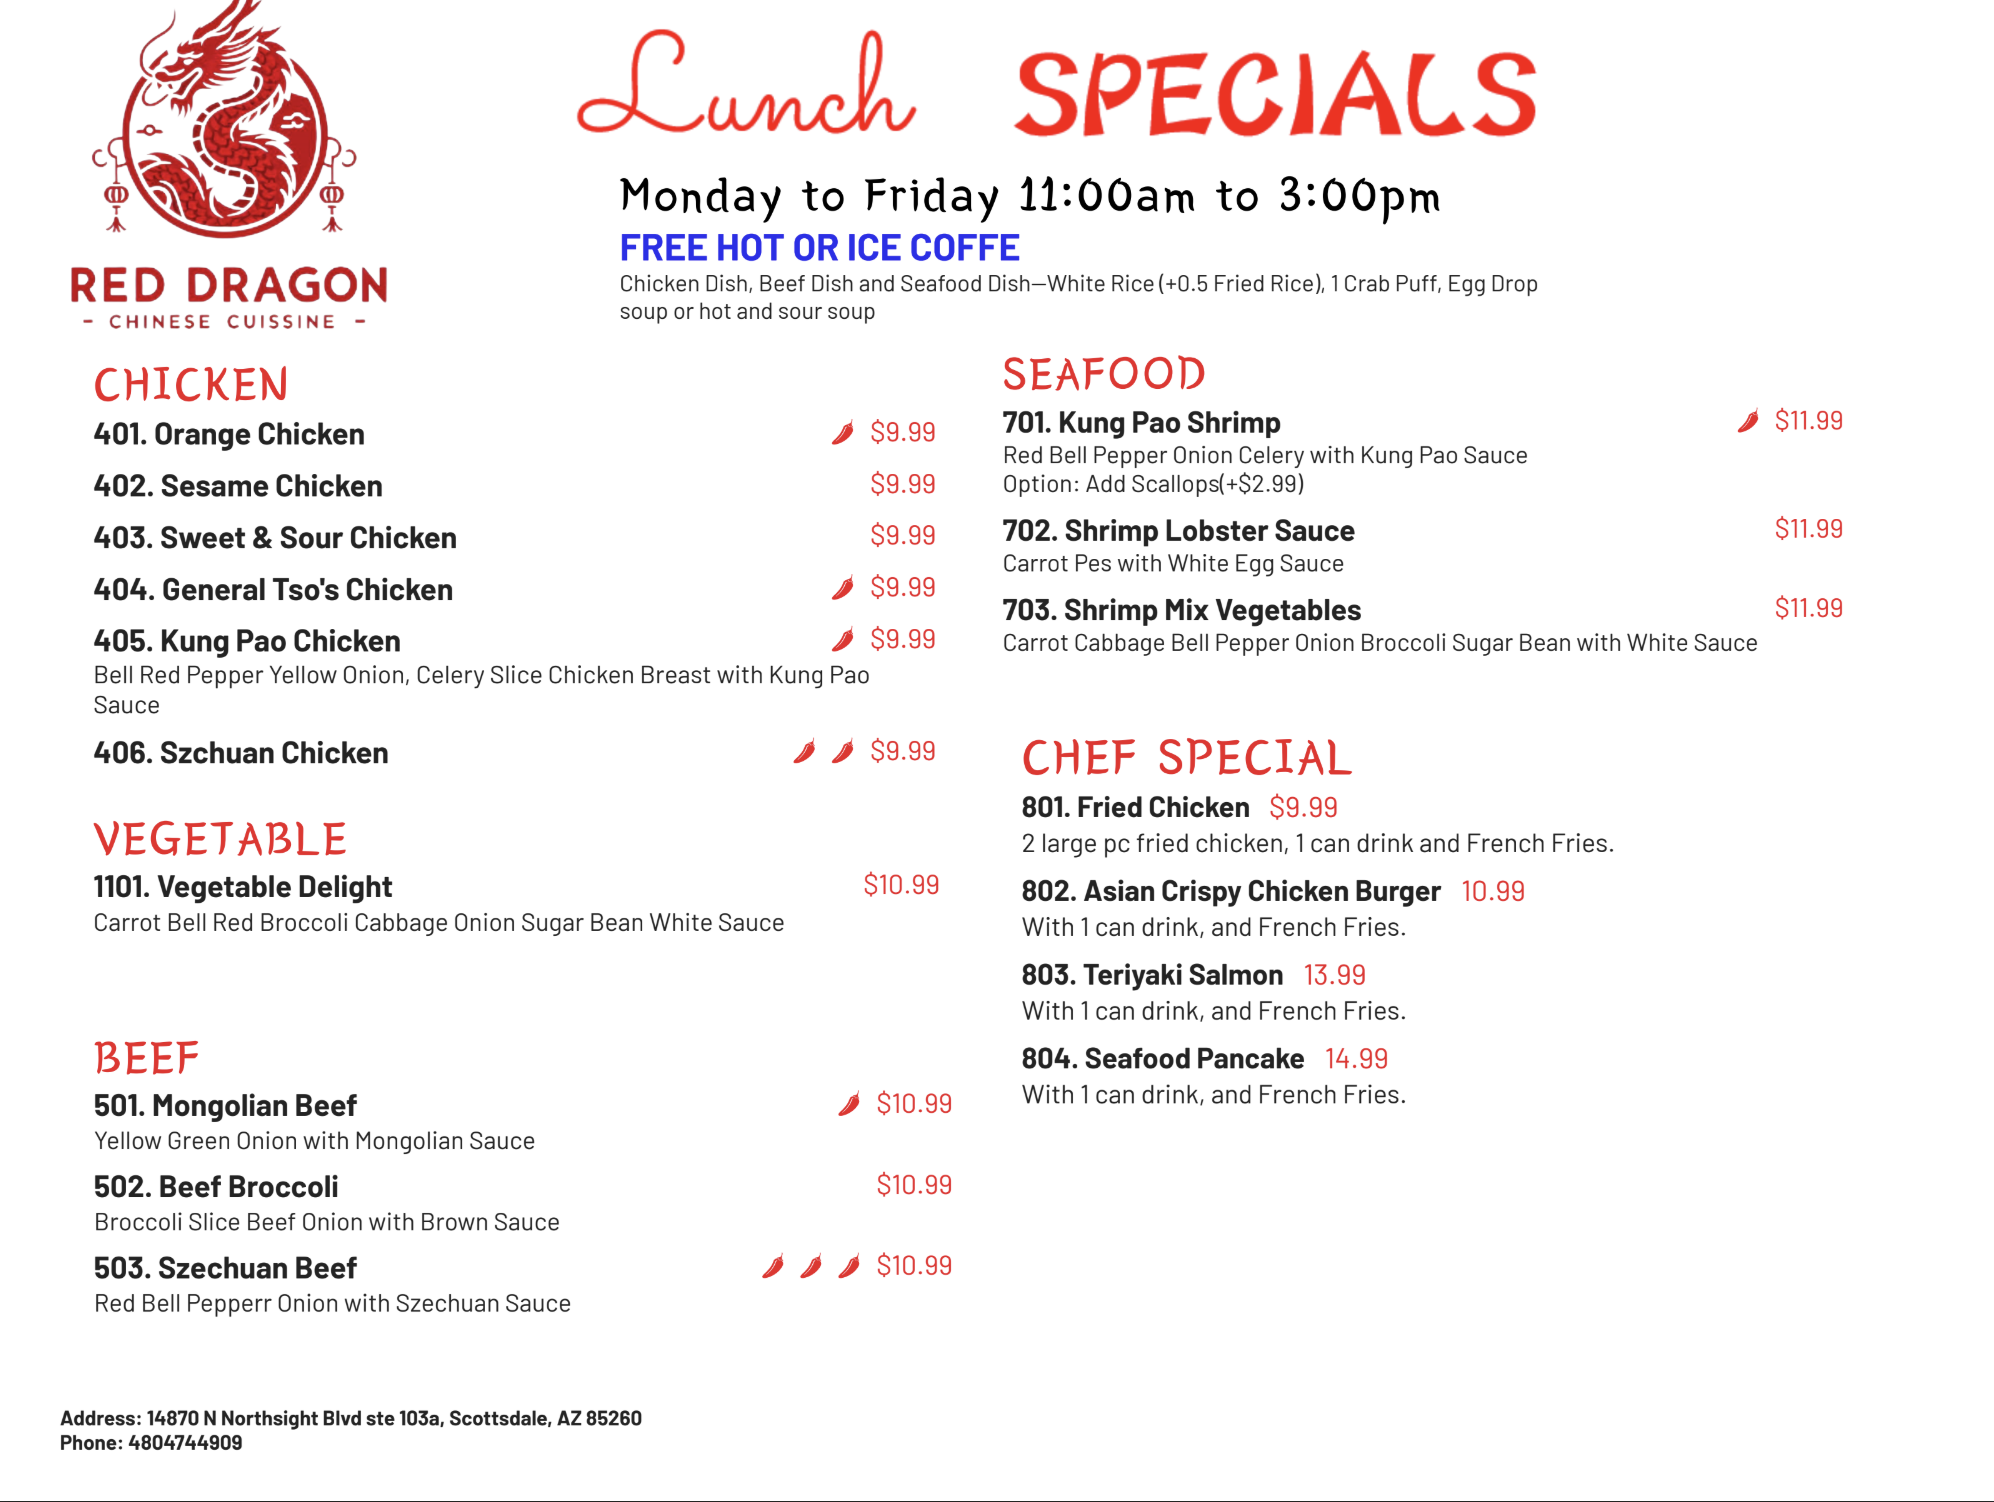 RED DRAGON
- CHINESE CUISSINE -
Lunch SPECIALS
Monday to Friday 11:00am to 3:00pm
FREE HOT OR ICE COFFE
Chicken Dish, Beef Dish and Seafood Dish—White Rice (+0.5 Fried Rice), 1 Crab Puff, Egg Drop
soup or hot and sour soup
CHICKEN
401. Orange Chicken $9.99
402. Sesame Chicken $9.99
403. Sweet & Sour Chicken $9.99
404. General Tso's Chicken $9.99
405. Kung Pao Chicken $9.99
Bell Red Pepper Yellow Onion, Celery Slice Chicken Breast with Kung Pao
Sauce
406. Szchuan Chicken $9.99
VEGETABLE
1101. Vegetable Delight $10.99
Carrot Bell Red Broccoli Cabbage Onion Sugar Bean White Sauce
BEEF
501. Mongolian Beef $10.99
Yellow Green Onion with Mongolian Sauce
502. Beef Broccoli $10.99
Broccoli Slice Beef Onion with Brown Sauce
503. Szechuan Beef $10.99
Red Bell Pepperr Onion with Szechuan Sauce
SEAFOOD
701. Kung Pao Shrimp $11.99
Red Bell Pepper Onion Celery with Kung Pao Sauce
Option: Add Scallops(+$2.99)
702. Shrimp Lobster Sauce $11.99
Carrot Pes with White Egg Sauce
703. Shrimp Mix Vegetables $11.99
Carrot Cabbage Bell Pepper Onion Broccoli Sugar Bean with White Sauce
CHEF SPECIAL
801. Fried Chicken $9.99
2 large pc fried chicken, 1 can drink and French Fries.
802. Asian Crispy Chicken Burger 10.99
With 1 can drink, and French Fries.
803. Teriyaki Salmon 13.99
With 1 can drink, and French Fries.
804. Seafood Pancake 14.99
With 1 can drink, and French Fries.
Address: 14870 N Northsight Blvd ste 103a, Scottsdale, AZ 85260
Phone: 4804744909